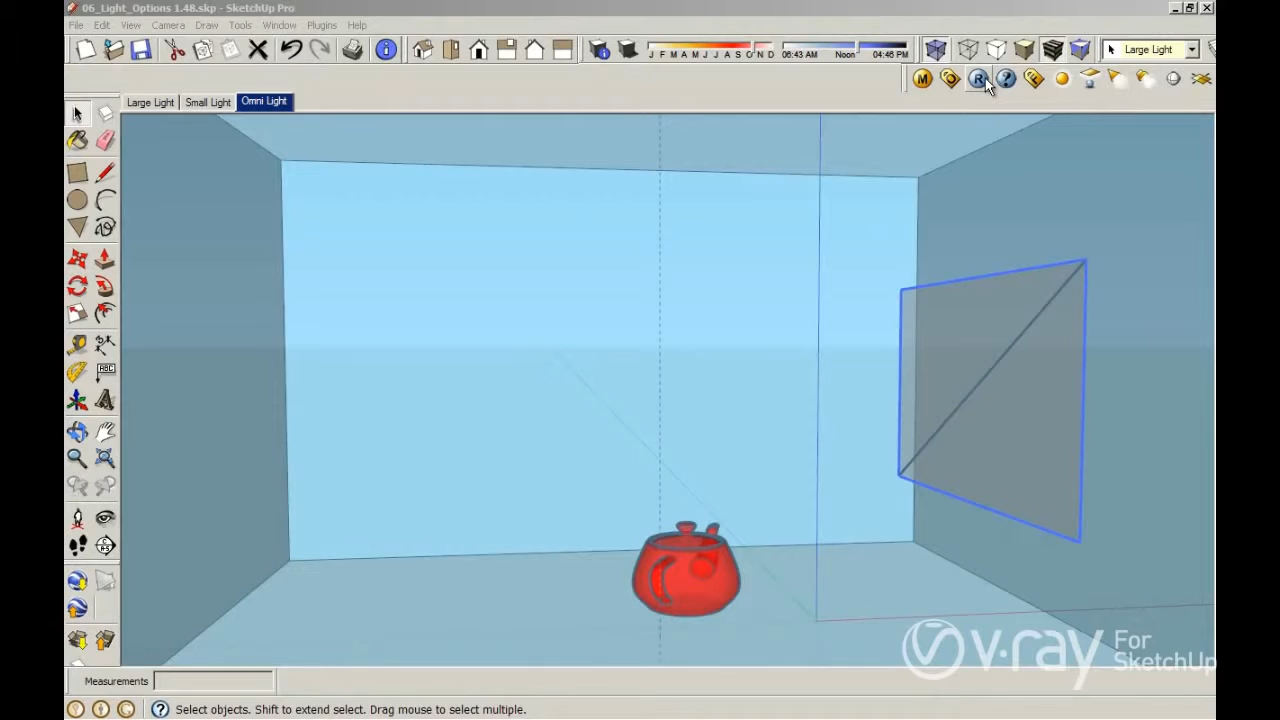 06_Light_Options 1.48.skp - SketchUp Pro
File Edit View Camera Draw Tools Window Plugins Help
J F M A M J J A S O N D 06:43 AM Noon 04:46 PM Large Light
M R ?
Large Light Small Light Omni Light
ABC
v·ray For SketchUp
Measurements
Select objects. Shift to extend select. Drag mouse to select multiple.